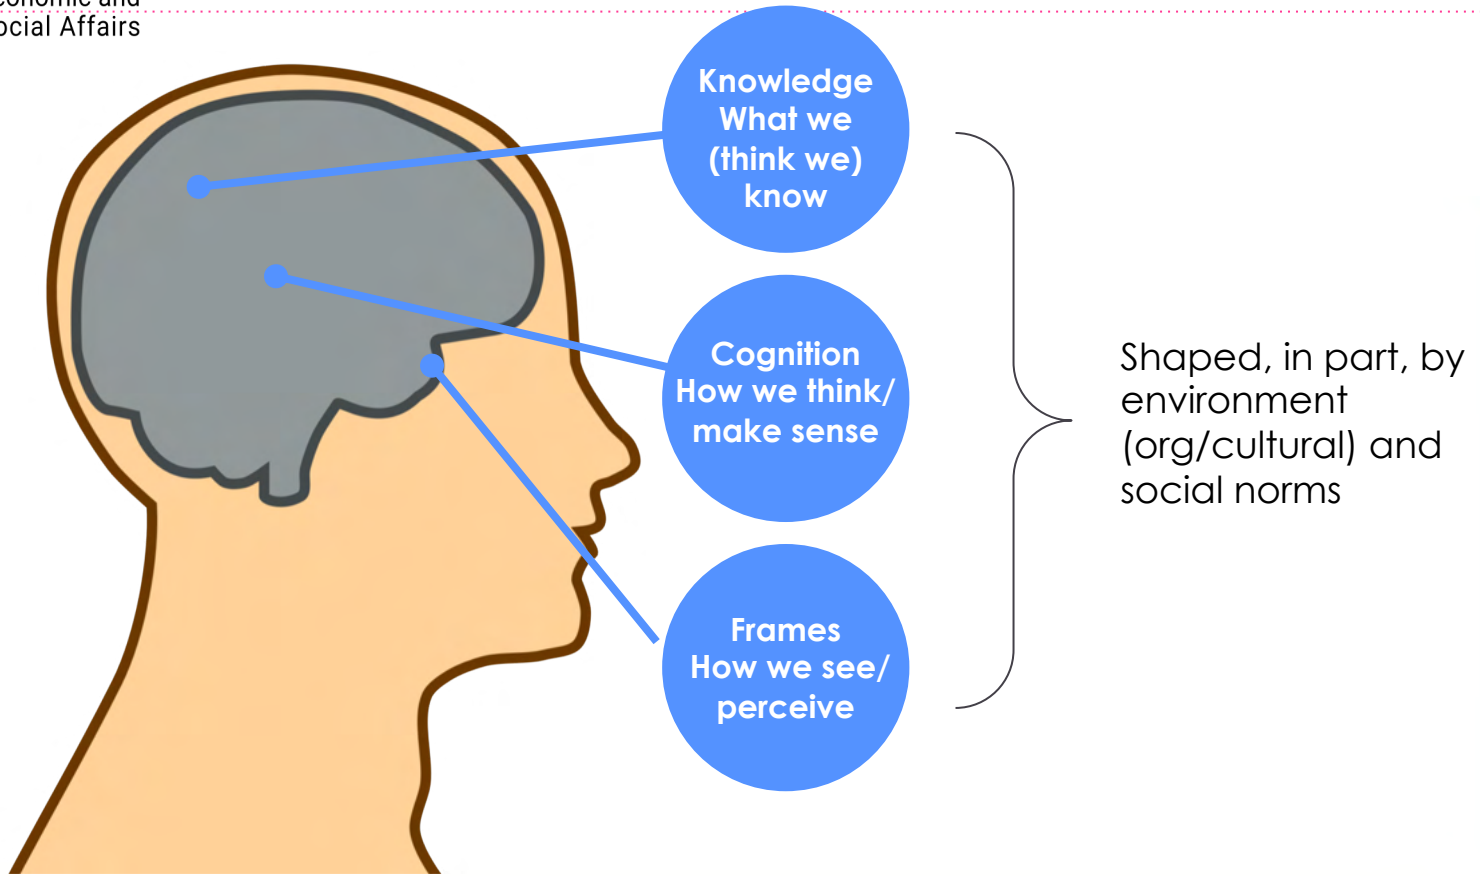 ocial Affairs
Knowledge
What we
(think we)
know
Cognition
How we think/
make sense
Frames
How we see/
perceive
Shaped, in part, by
environment
(org/cultural) and
social norms